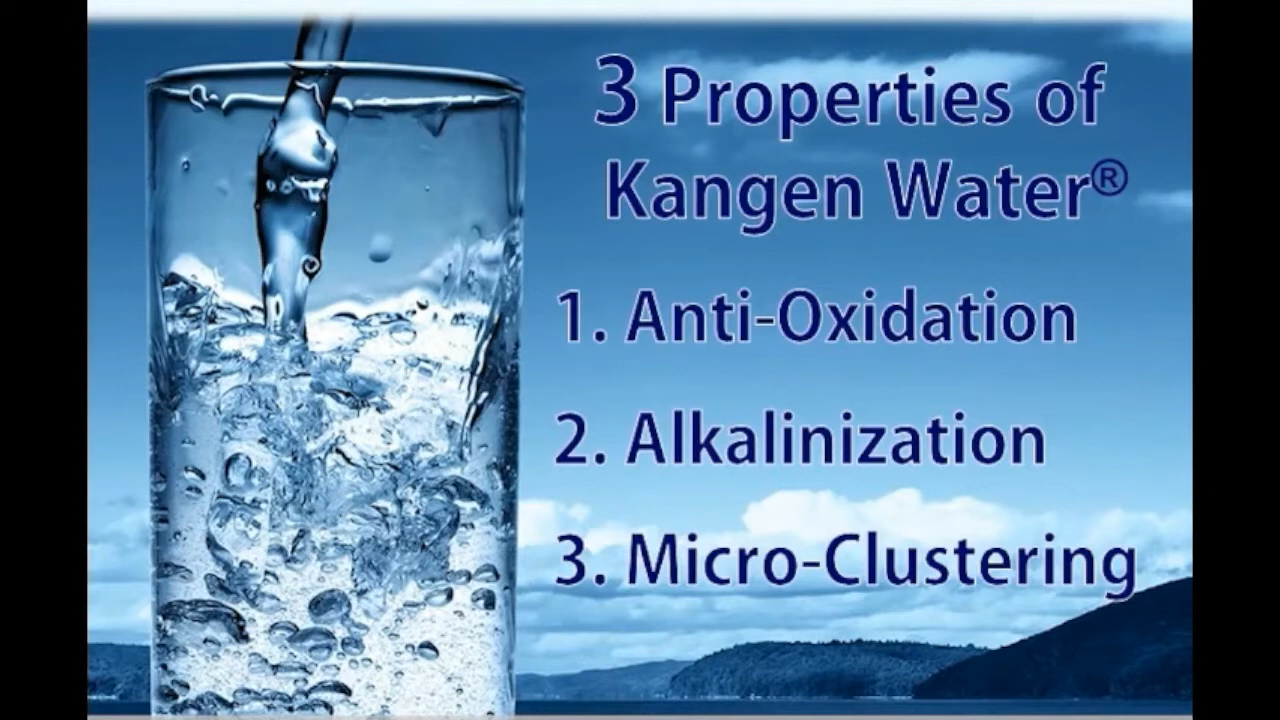 3 Properties of
Kangen Water®
1. Anti-Oxidation
2. Alkalinization
3. Micro-Clustering